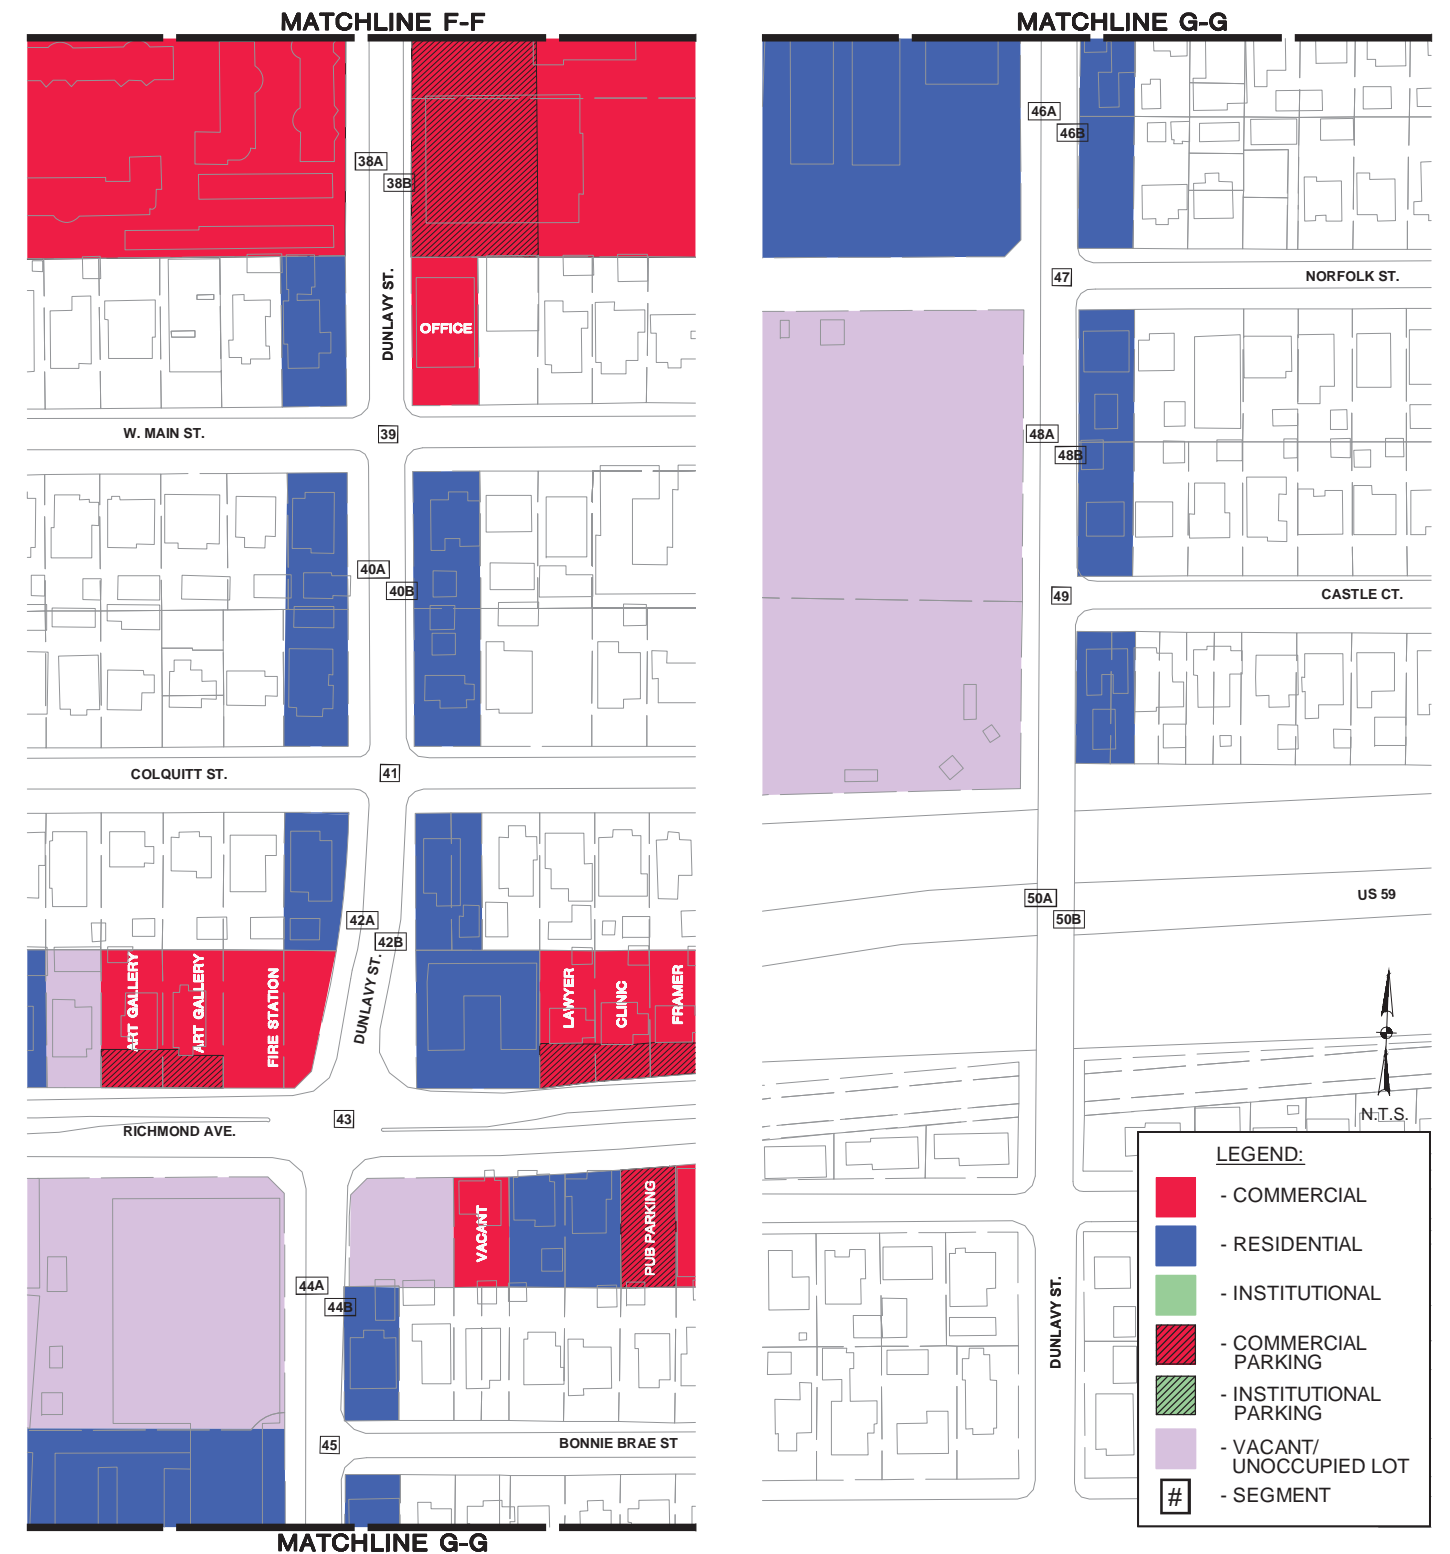 MATCHLINE F-F
38A
38B
DUNLAVY ST.
OFFICE
W. MAIN ST.
39
40A
40B
COLQUITT ST.
41
42A
42B
DUNLAVY ST.
ART GALLERY
ART GALLERY
FIRE STATION
LAWYER
CLINIC
FRAMER
43
RICHMOND AVE.
VACANT
PUB PARKING
44A
44B
45
BONNIE BRAE ST
MATCHLINE G-G
MATCHLINE G-G
46A
46B
47
NORFOLK ST.
48A
48B
49
CASTLE CT.
50A
50B
US 59
N.T.S.
DUNLAVY ST.
LEGEND:
- COMMERCIAL
- RESIDENTIAL
- INSTITUTIONAL
- COMMERCIAL
PARKING
- INSTITUTIONAL
PARKING
- VACANT/
UNOCCUPIED LOT
# - SEGMENT